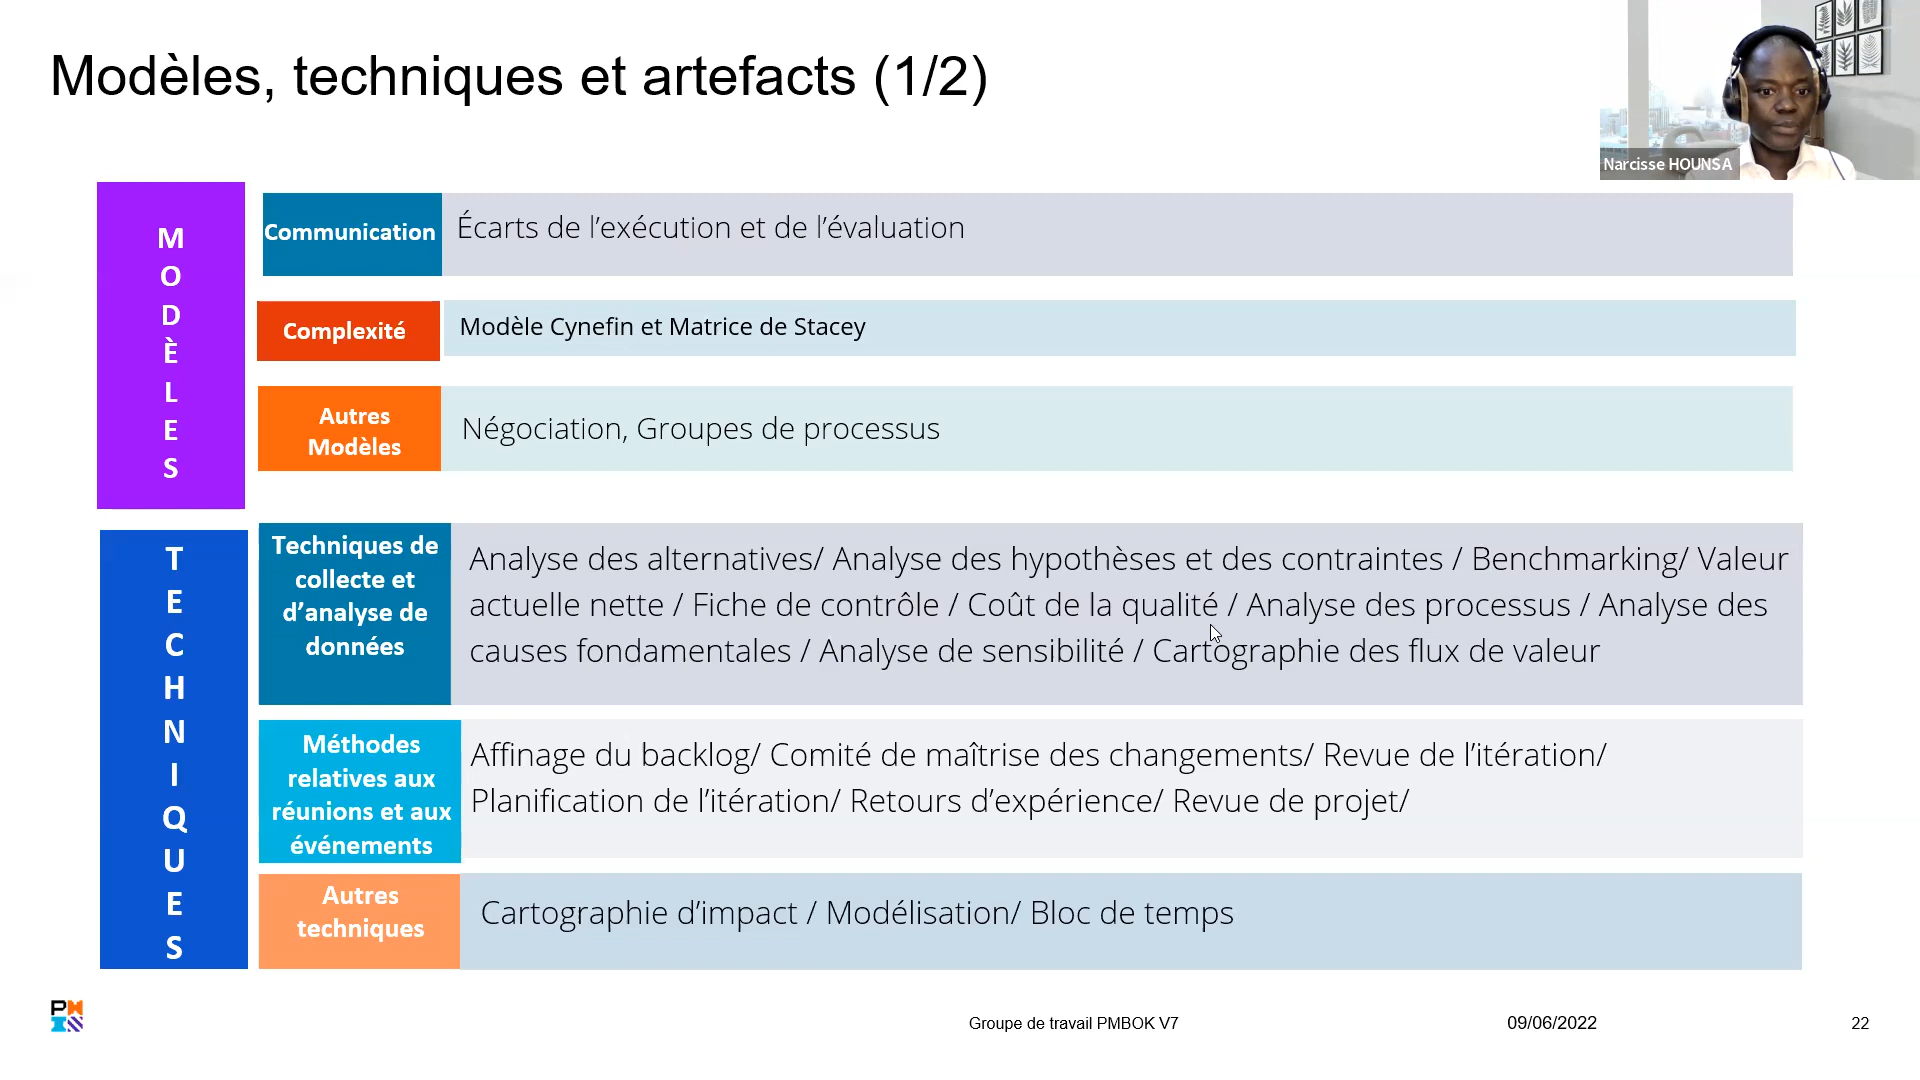 Modèles, techniques et artefacts (1/2)
Narcisse HOUNSA
MODÈLES
Communication
Écarts de l’exécution et de l’évaluation
Complexité
Modèle Cynefin et Matrice de Stacey
Autres
Modèles
Négociation, Groupes de processus
TECHNIQUES
Techniques de
collecte et
d’analyse de
données
Analyse des alternatives/ Analyse des hypothèses et des contraintes / Benchmarking/ Valeur
actuelle nette / Fiche de contrôle / Coût de la qualité / Analyse des processus / Analyse des
causes fondamentales / Analyse de sensibilité / Cartographie des flux de valeur
Méthodes
relatives aux
réunions et aux
événements
Affinage du backlog/ Comité de maîtrise des changements/ Revue de l’itération/
Planification de l’itération/ Retours d’expérience/ Revue de projet/
Autres
techniques
Cartographie d’impact / Modélisation/ Bloc de temps
Groupe de travail PMBOK V7
09/06/2022
22